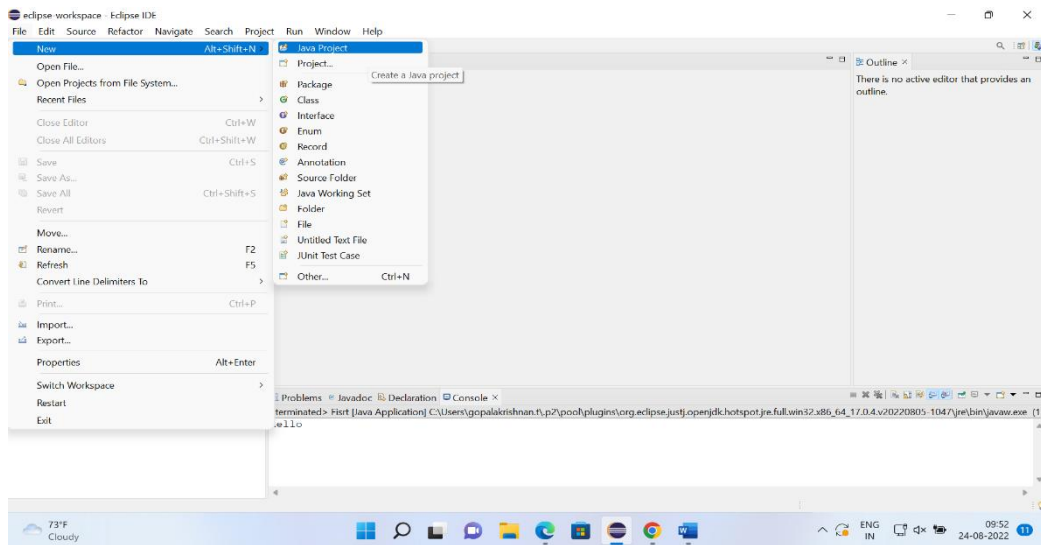 eclipse-workspace - Eclipse IDE
File Edit Source Refactor Navigate Search Project Run Window Help
New Alt+Shift+N >
Open File...
Open Projects from File System...
Recent Files >
Close Editor Ctrl+W
Close All Editors Ctrl+Shift+W
Save Ctrl+S
Save As...
Save All Ctrl+Shift+S
Revert
Move...
Rename... F2
Refresh F5
Convert Line Delimiters To >
Print... Ctrl+P
Import...
Export...
Properties Alt+Enter
Switch Workspace >
Restart
Exit
Java Project
Project...
Create a Java project
Package
Class
Interface
Enum
Record
Annotation
Source Folder
Java Working Set
Folder
File
Untitled Text File
JUnit Test Case
Other... Ctrl+N
Outline ×
There is no active editor that provides an
outline.
Problems Javadoc Declaration Console ×
terminated> Fisrt [Java Application] C:\Users\gopalakrishnan.t\.p2\pool\plugins\org.eclipse.justj.openjdk.hotspot.jre.full.win32.x86_64_17.0.4.v20220805-1047\jre\bin\javaw.exe (1
ello
73°F
Cloudy
ENG
IN
09:52
24-08-2022
11